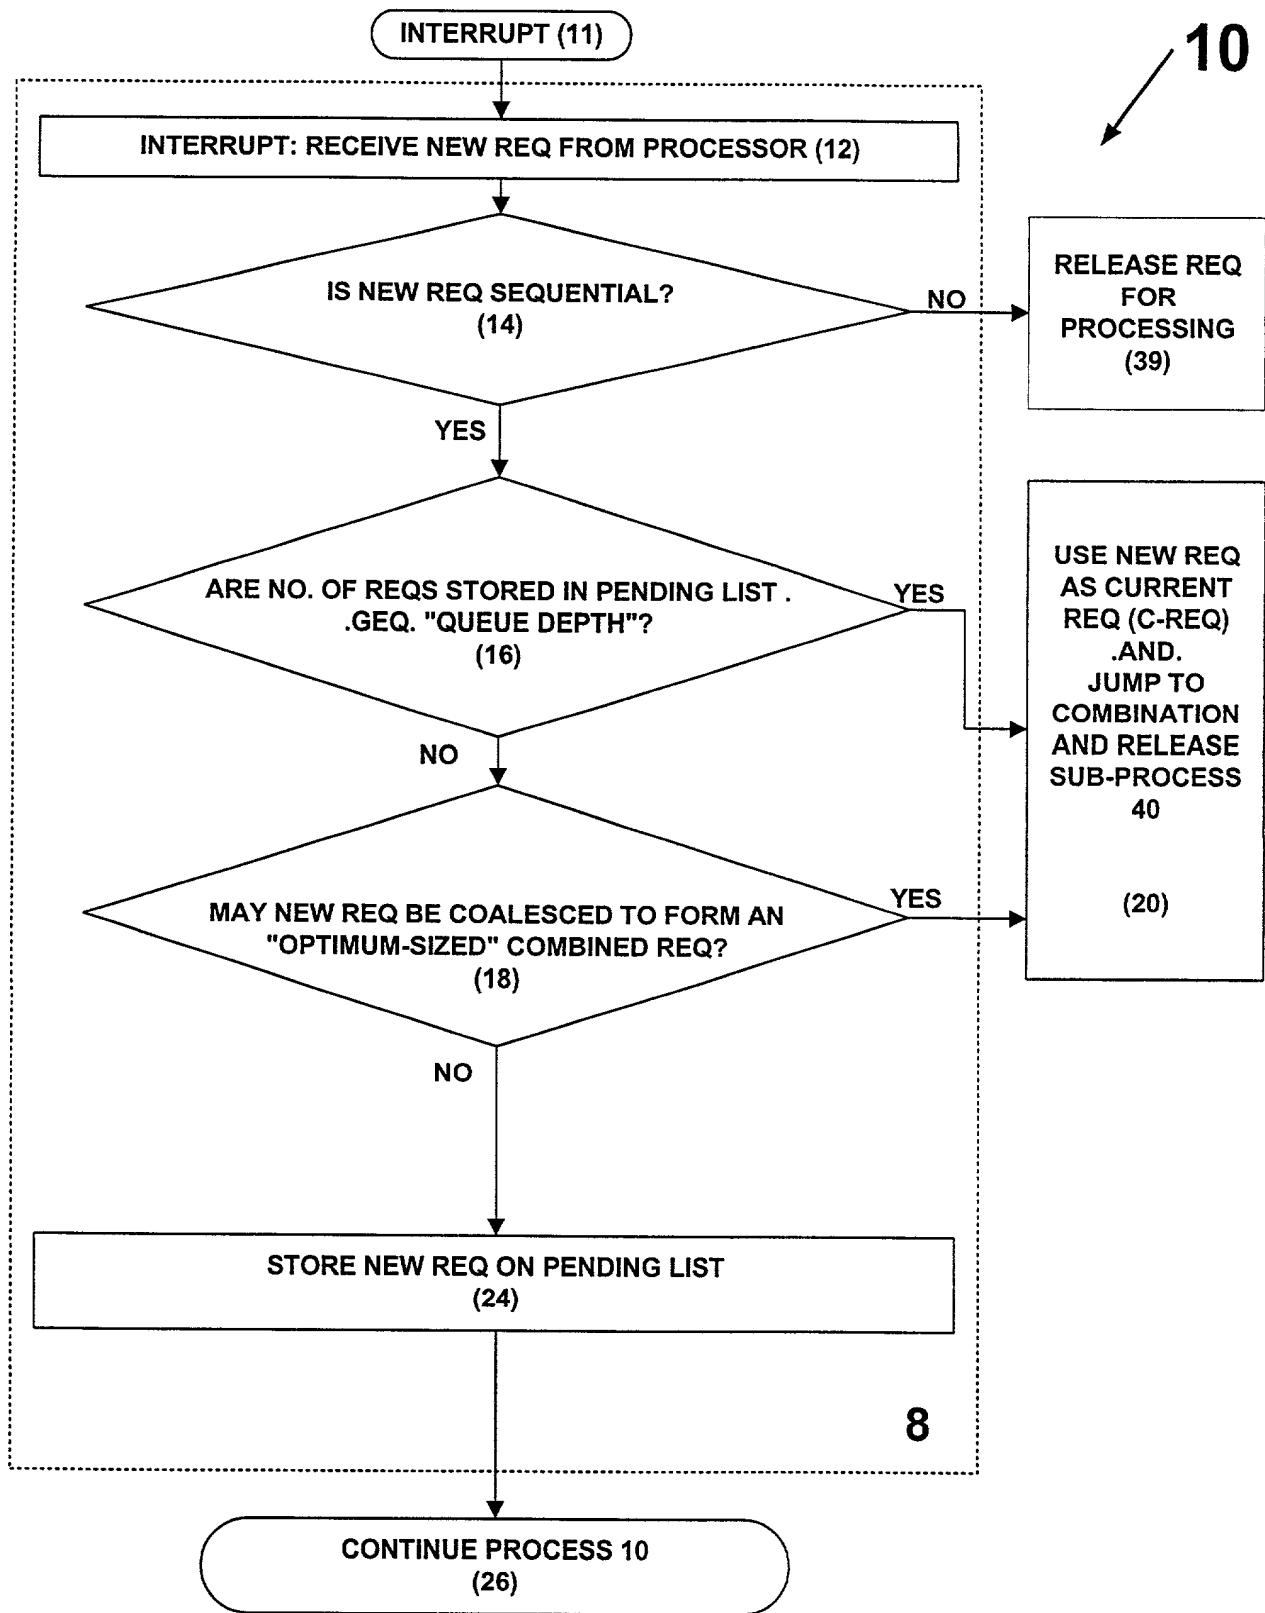 INTERRUPT (11)
10
INTERRUPT: RECEIVE NEW REQ FROM PROCESSOR (12)
IS NEW REQ SEQUENTIAL?
(14)
NO
RELEASE REQ
FOR
PROCESSING
(39)
YES
ARE NO. OF REQS STORED IN PENDING LIST .
.GEQ. "QUEUE DEPTH"?
(16)
YES
NO
USE NEW REQ
AS CURRENT
REQ (C-REQ)
.AND.
JUMP TO
COMBINATION
AND RELEASE
SUB-PROCESS
40
(20)
MAY NEW REQ BE COALESCED TO FORM AN
"OPTIMUM-SIZED" COMBINED REQ?
(18)
YES
NO
STORE NEW REQ ON PENDING LIST
(24)
8
CONTINUE PROCESS 10
(26)